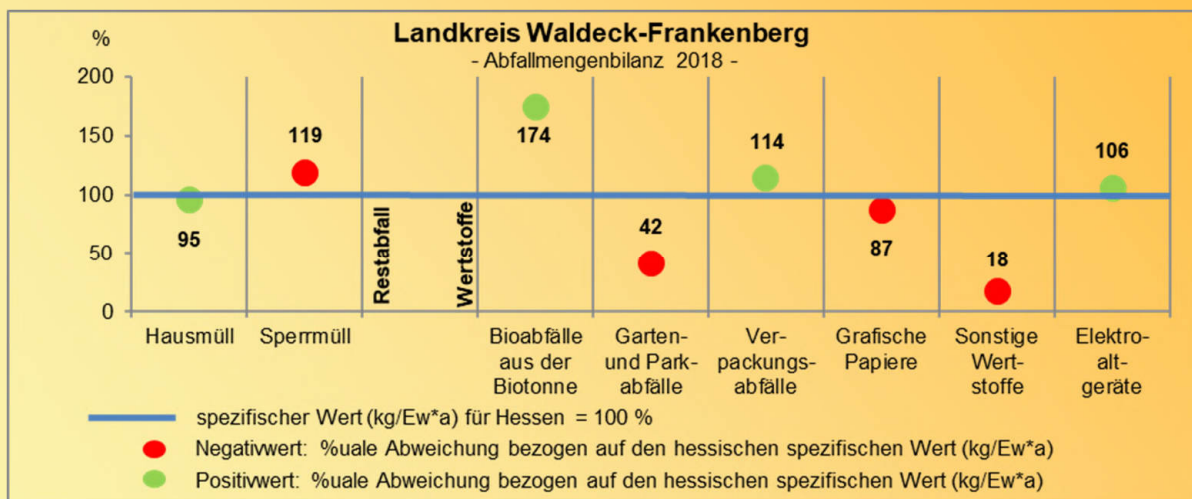 Landkreis Waldeck-Frankenberg
- Abfallmengenbilanz 2018 -
%
200
150
100
50
0
95
119
Restabfall
Wertstoffe
174
42
114
87
18
106
Hausmüll
Sperrmüll
Bioabfälle
aus der
Biotonne
Garten-
und Park-
abfälle
Ver-
packungs-
abfälle
Grafische
Papiere
Sonstige
Wert-
stoffe
Elektro-
alt-
geräte
spezifischer Wert (kg/Ew*a) für Hessen = 100 %
Negativwert: %uale Abweichung bezogen auf den hessischen spezifischen Wert (kg/Ew*a)
Positivwert: %uale Abweichung bezogen auf den hessischen spezifischen Wert (kg/Ew*a)